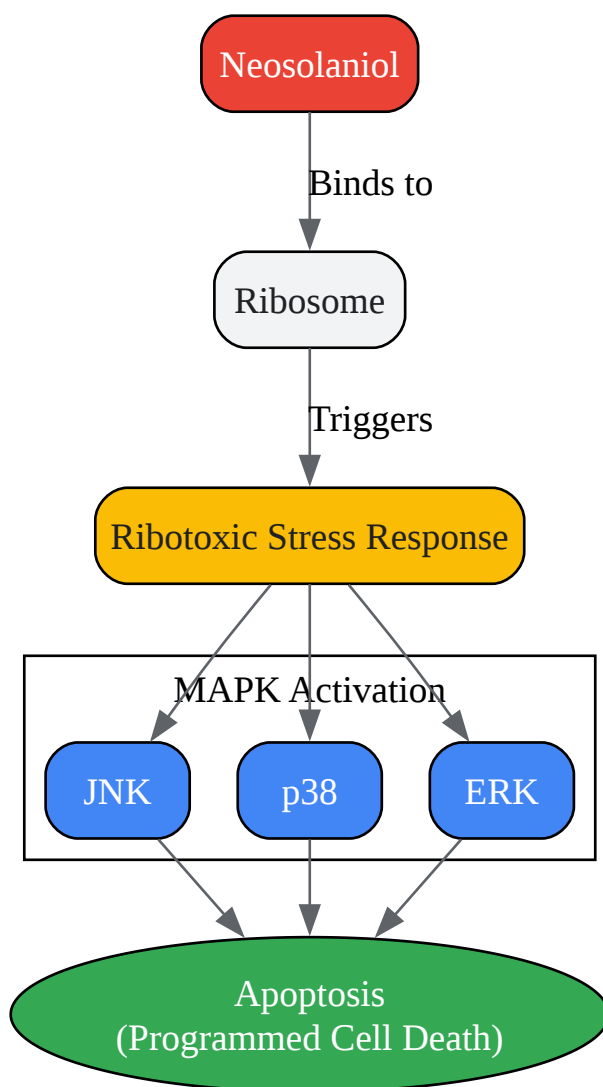 Neosolaniol
Binds to
Ribosome
Triggers
Ribotoxic Stress Response
MAPK Activation
JNK
p38
ERK
Apoptosis
(Programmed Cell Death)